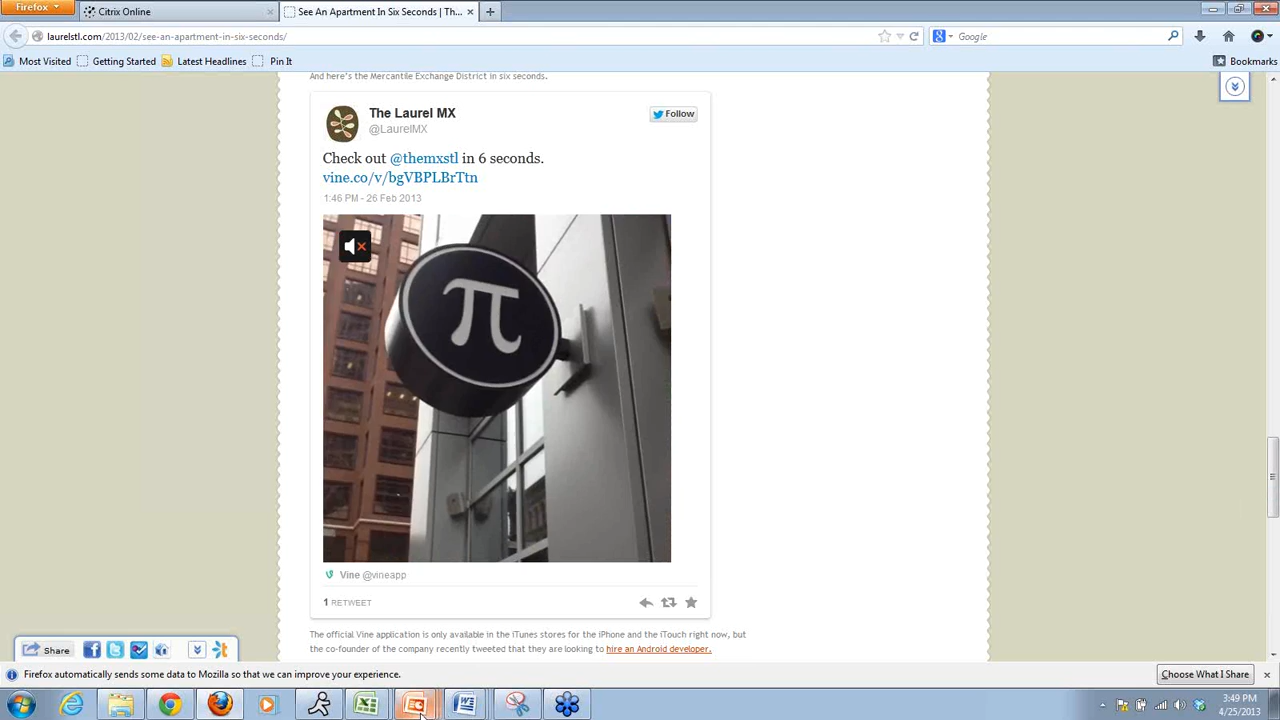 Firefox
Citrix Online
See An Apartment In Six Seconds | Th...
laurelstl.com/2013/02/see-an-apartment-in-six-seconds/
Google
Most Visited
Getting Started
Latest Headlines
Pin It
Bookmarks
And here's the Mercantile Exchange District in six seconds.
The Laurel MX
@LaurelMX
Follow
Check out @themxstl in 6 seconds.
vine.co/v/bgVBPLBrTtn
1:46 PM - 26 Feb 2013
π
Vine @vineapp
1 RETWEET
The official Vine application is only available in the iTunes stores for the iPhone and the iTouch right now, but
the co-founder of the company recently tweeted that they are looking to hire an Android developer.
Share
Firefox automatically sends some data to Mozilla so that we can improve your experience.
Choose What I Share
3:49 PM
4/25/2013